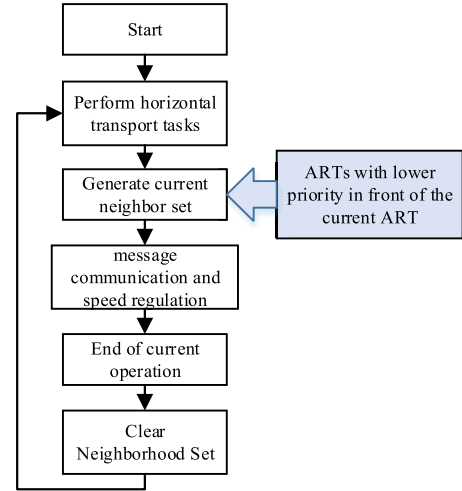 Start
Perform horizontal
transport tasks
Generate current
neighbor set
ARTs with lower
priority in front of the
current ART
message
communication and
speed regulation
End of current
operation
Clear
Neighborhood Set